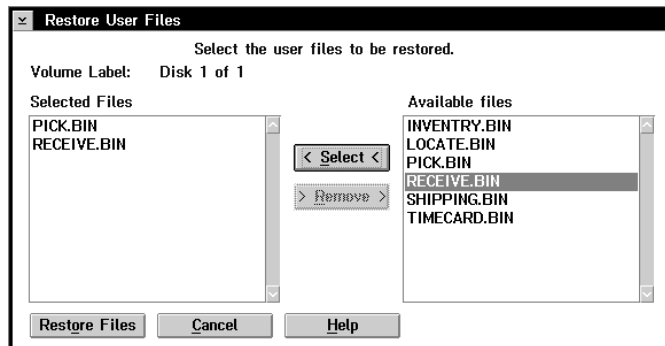 Restore User Files
Select the user files to be restored.
Volume Label: Disk 1 of 1
Selected Files
PICK.BIN
RECEIVE.BIN
< Select <
> Remove >
Available files
INVENTRY.BIN
LOCATE.BIN
PICK.BIN
RECEIVE.BIN
SHIPPING.BIN
TIMECARD.BIN
Restore Files Cancel Help